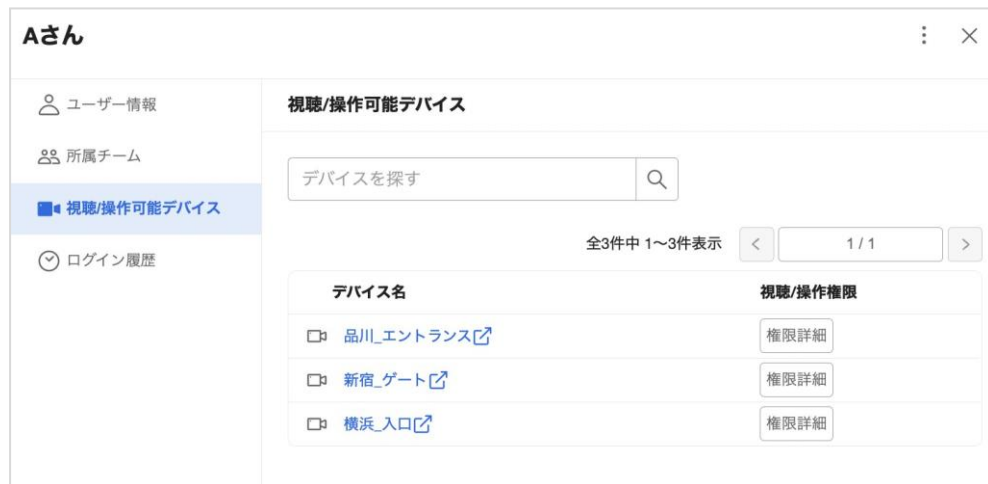 Aさん
ユーザー情報
所属チーム
視聴/操作可能デバイス
ログイン履歴
視聴/操作可能デバイス
デバイスを探す
全3件中 1〜3件表示
1 / 1
デバイス名 視聴/操作権限
品川_エントランス 権限詳細
新宿_ゲート 権限詳細
横浜_入口 権限詳細